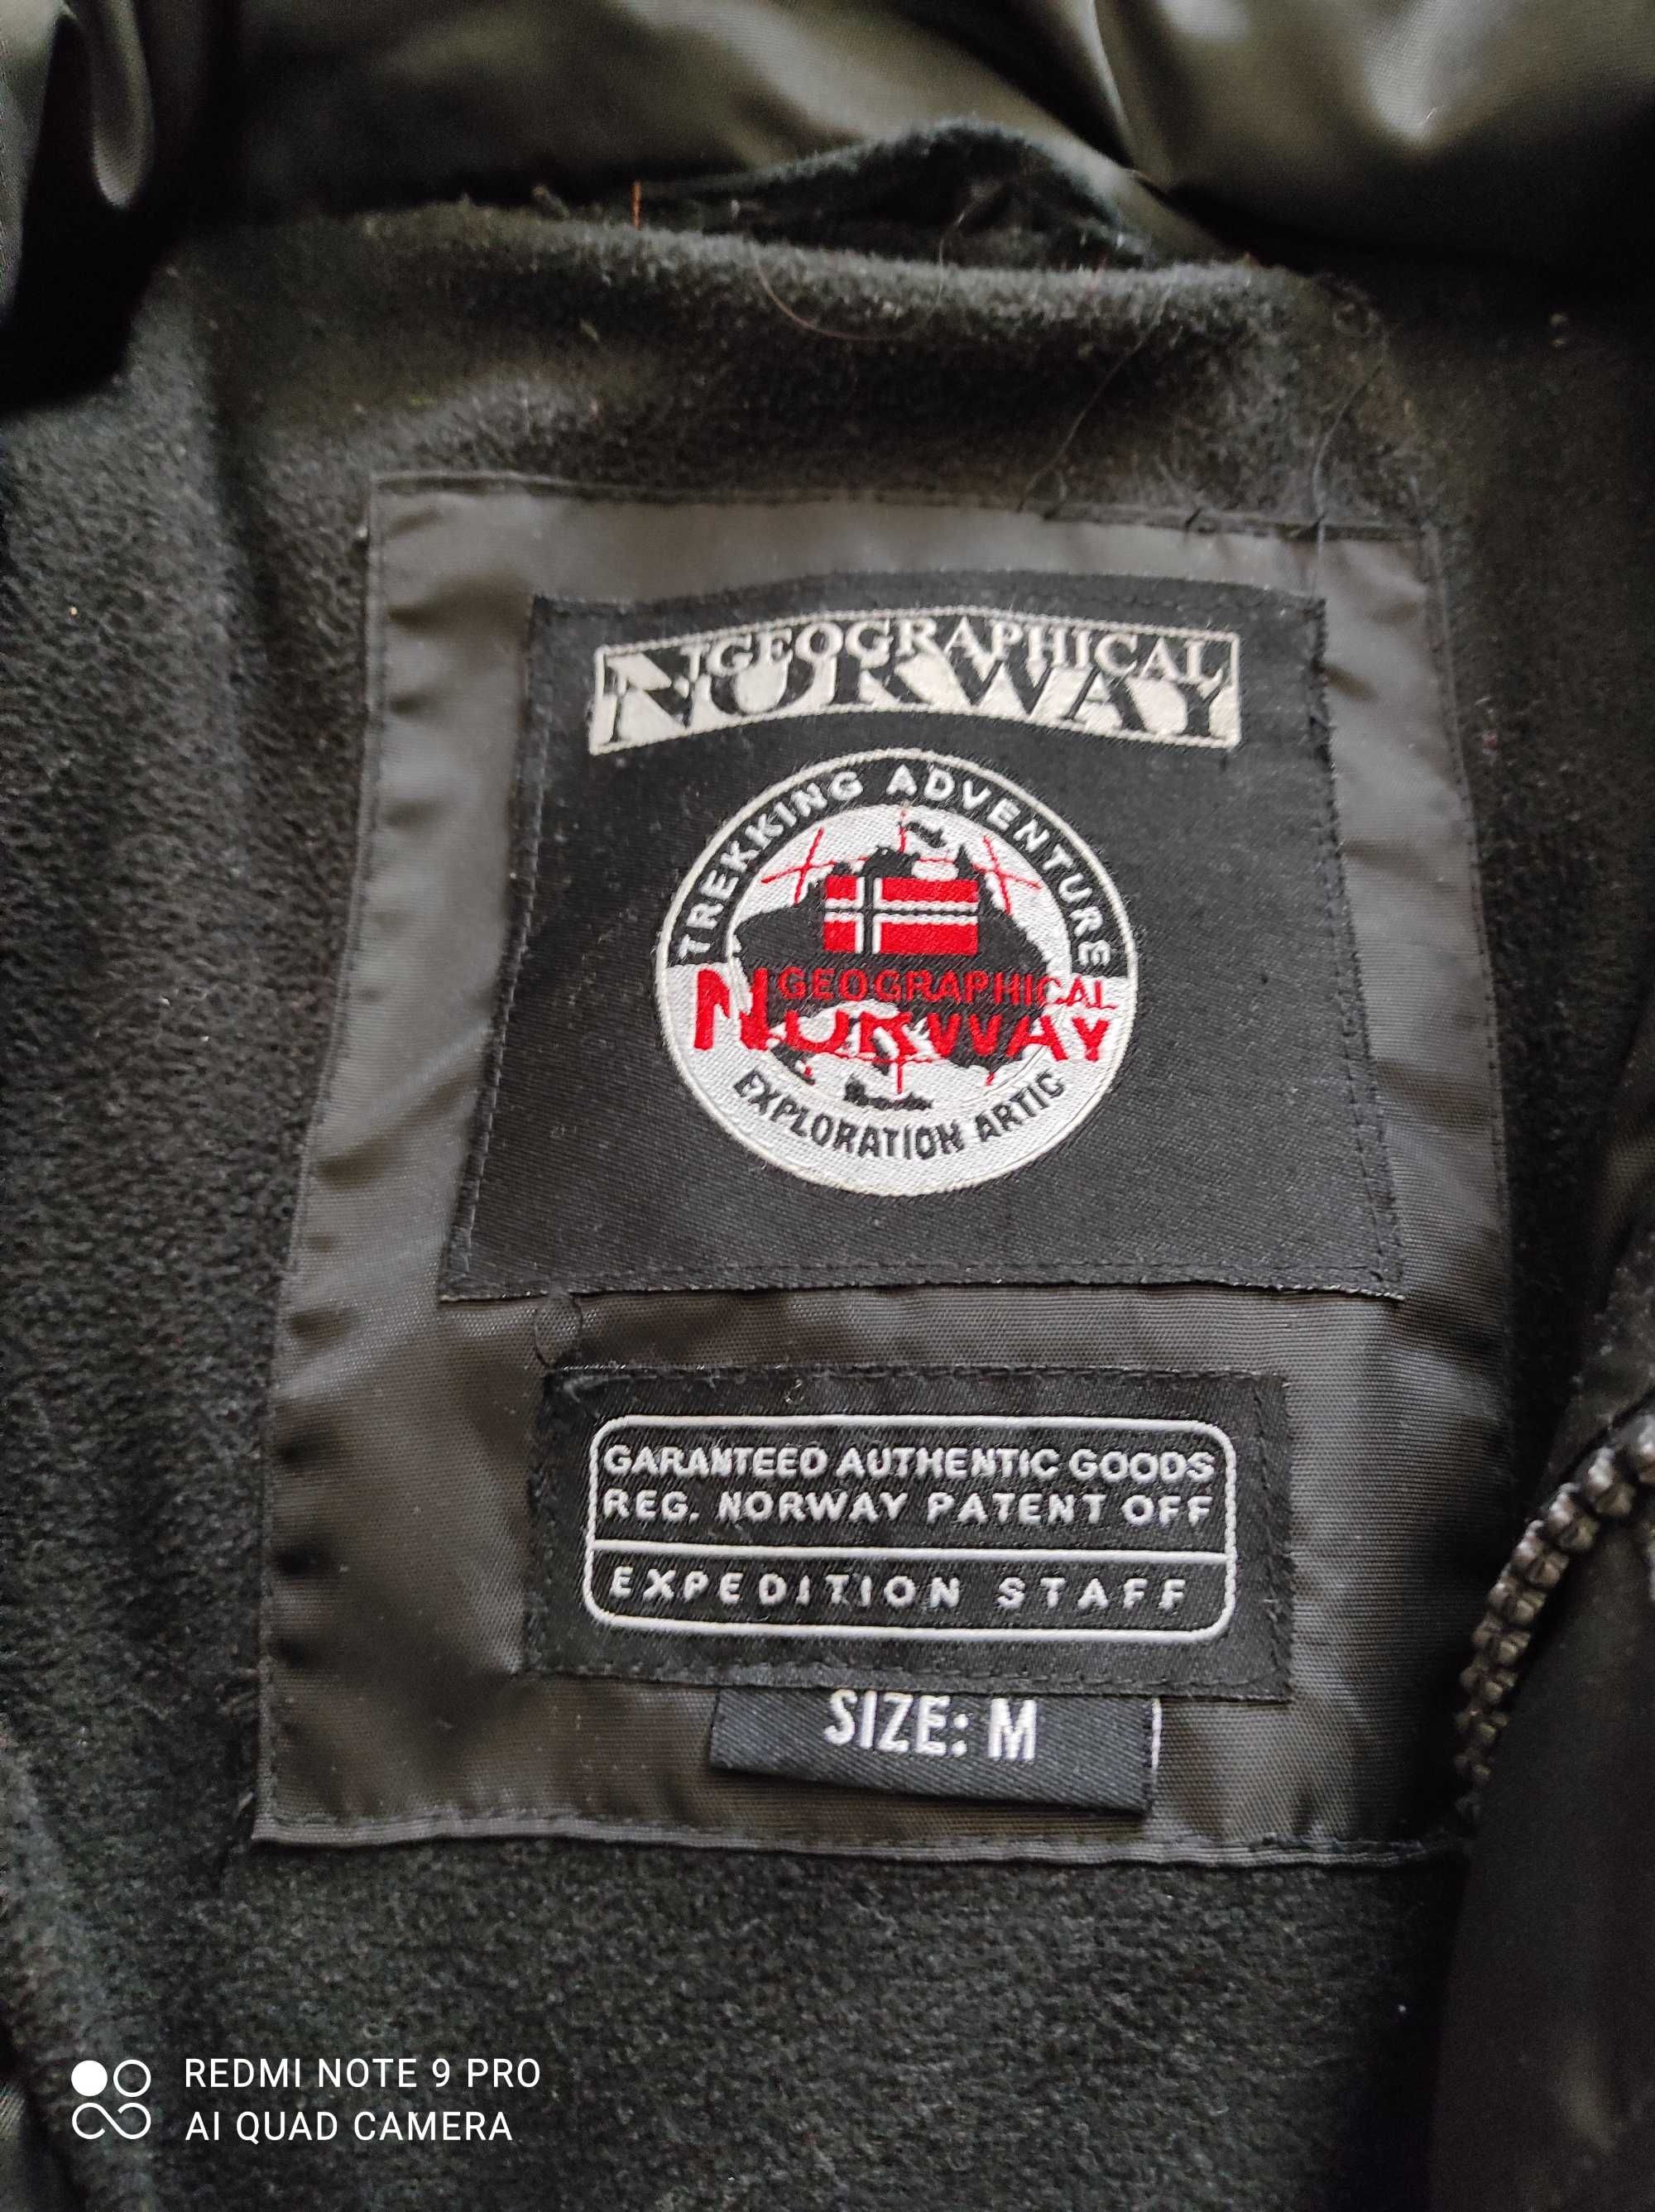 GEOGRAPHICAL
NORWAY
TREKKING ADVENTURE
GEOGRAPHICAL
NORWAY
EXPLORATION ARTIC
GARANTEED AUTHENTIC GOODS
REG. NORWAY PATENT OFF
EXPEDITION STAFF
SIZE: M
REDMI NOTE 9 PRO
AI QUAD CAMERA